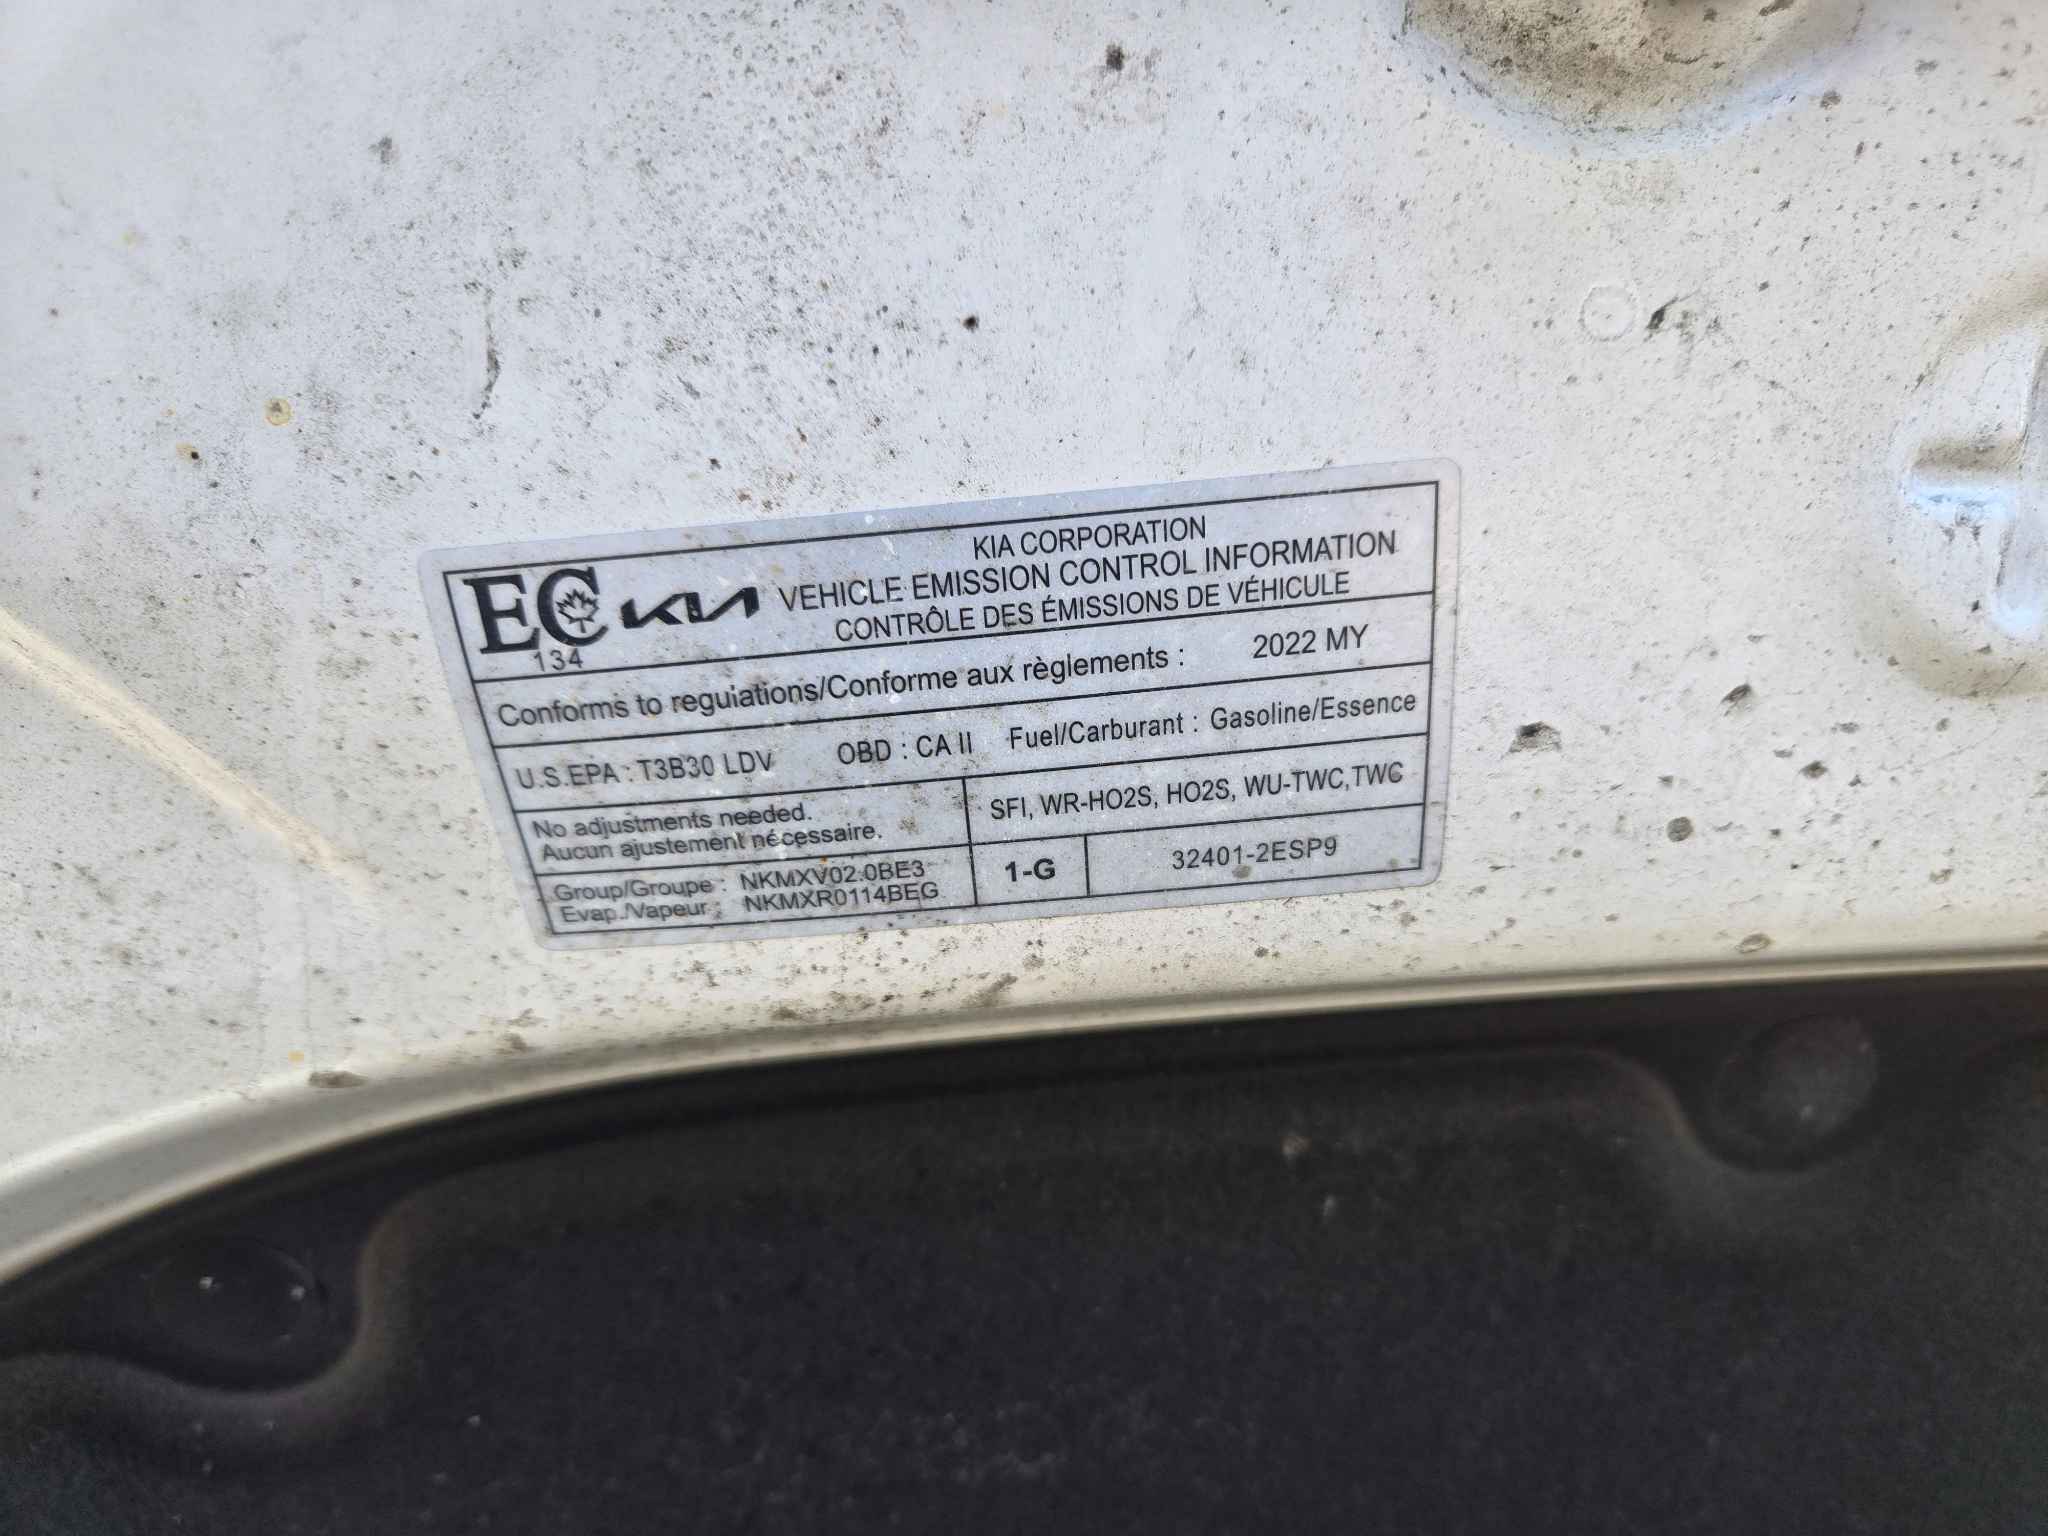 EC
134
KIA
KIA CORPORATION
VEHICLE EMISSION CONTROL INFORMATION
CONTRÔLE DES ÉMISSIONS DE VÉHICULE
Conforms to regulations/Conforme aux règlements : 2022 MY
U.S.EPA : T3B30 LDV OBD : CA II Fuel/Carburant : Gasoline/Essence
No adjustments needed.
Aucun ajustement nécessaire.
SFI, WR-HO2S, HO2S, WU-TWC,TWC
Group/Groupe : NKMXV02.0BE3
Evap./Vapeur : NKMXR0114BEG
1-G
32401-2ESP9